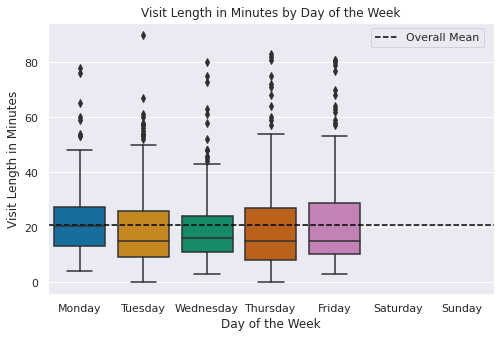 Visit Length in Minutes by Day of the Week
Overall Mean
Visit Length in Minutes
80
60
40
20
0
Monday Tuesday Wednesday Thursday Friday Saturday Sunday
Day of the Week